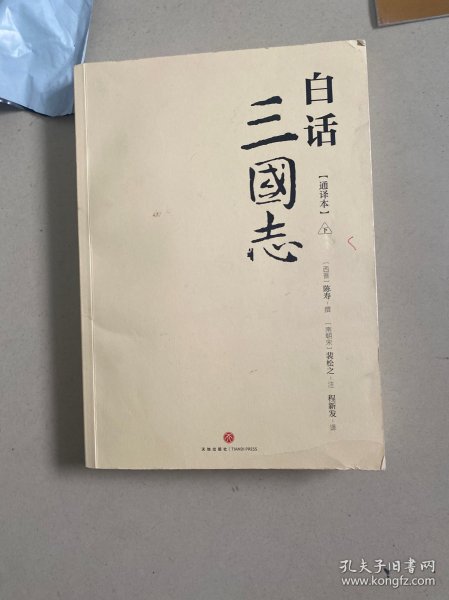 白话
三國志
【通译本】
下
[西晋] 陈寿·撰
[南朝宋] 裴松之·注
程新发·译
天地出版社 | TIANDI PRESS
孔夫子旧书网
www.kongfz.com